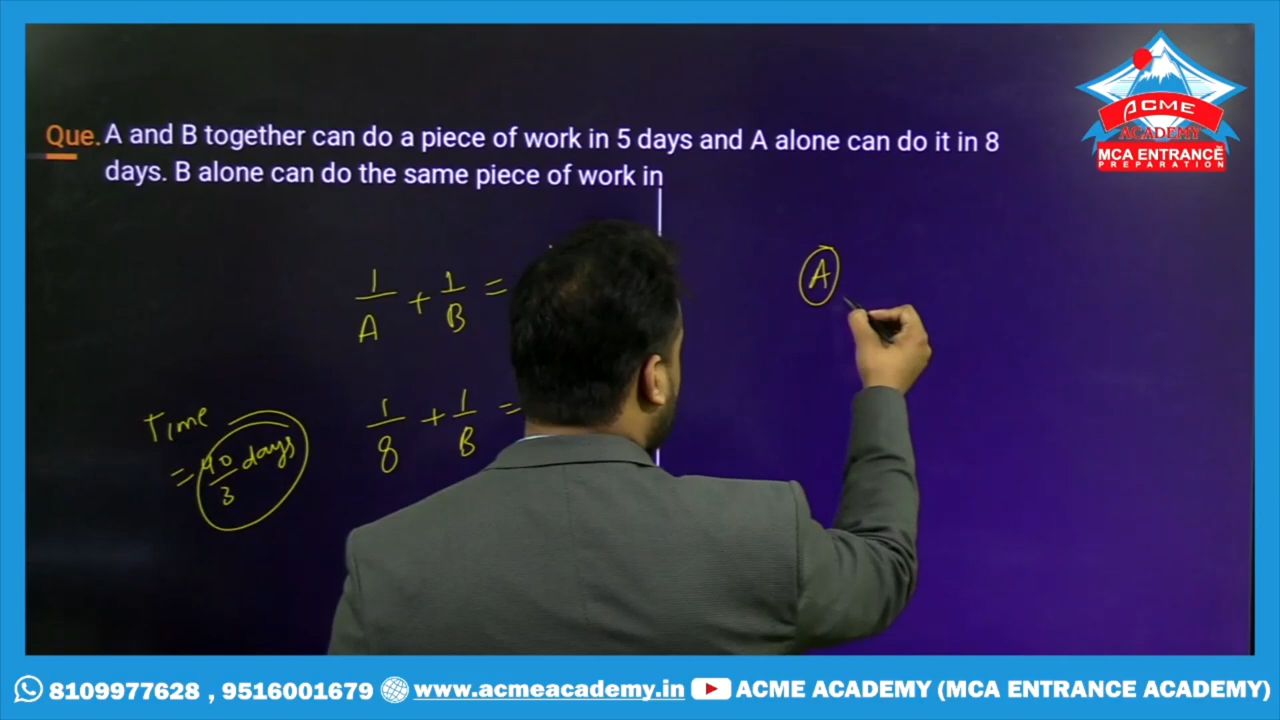 Que. A and B together can do a piece of work in 5 days and A alone can do it in 8
days. B alone can do the same piece of work in
1/A + 1/B =
1/8 + 1/B =
Time
= 40/3 days
A
ACME
ACADEMY
MCA ENTRANCE
PREPARATION
8109977628 , 9516001679 www.acmeacademy.in ACME ACADEMY (MCA ENTRANCE ACADEMY)